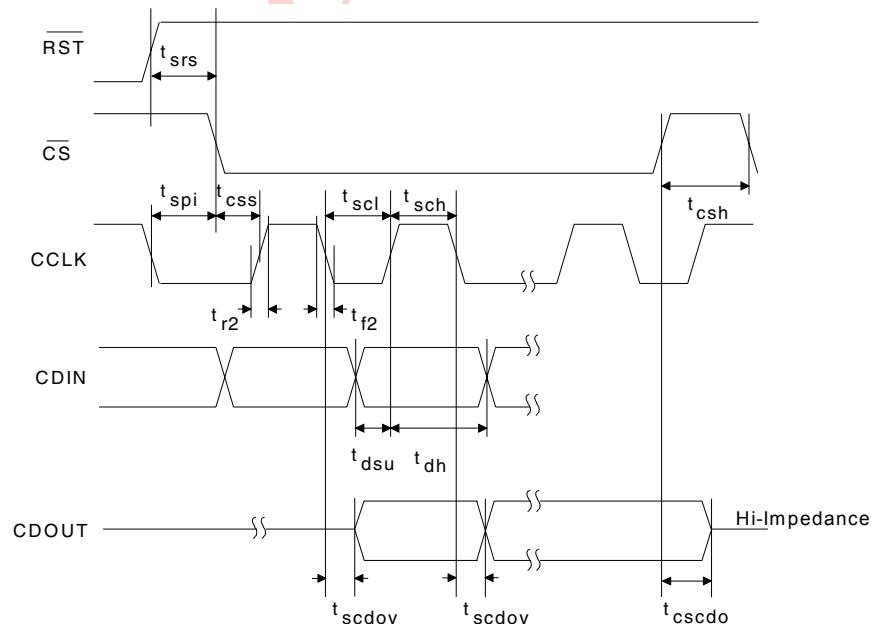 RST
t srs
CS
t spi
t css
t scl
t sch
t csh
CCLK
t r2
t f2
CDIN
t dsu
t dh
CDOUT
Hi-Impedance
t scdov
t scdov
t cscdo